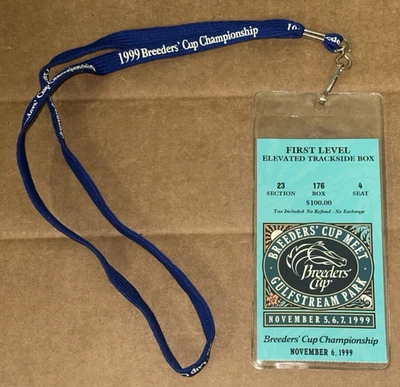 1999 Breeders' Cup Championship
FIRST LEVEL
ELEVATED TRACKSIDE BOX
23 176 4
SECTION BOX SEAT
$100.00
Tax Included No Refund - No Exchange
BREEDERS' CUP MEET
Breeders'
Cup
GULFSTREAM PARK
NOVEMBER 5, 6, 7, 1999
Breeders' Cup Championship
NOVEMBER 6, 1999